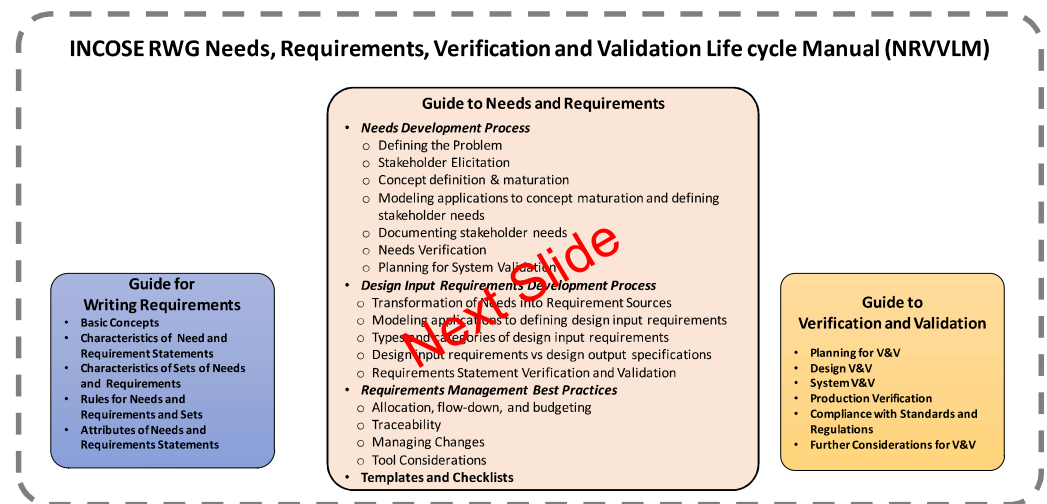 INCOSE RWG Needs, Requirements, Verification and Validation Life cycle Manual (NRVVLM)
Guide for
Writing Requirements
• Basic Concepts
• Characteristics of Need and
Requirement Statements
• Characteristics of Sets of Needs
and Requirements
• Rules for Needs and
Requirements and Sets
• Attributes of Needs and
Requirements Statements
Guide to Needs and Requirements
• Needs Development Process
o Defining the Problem
o Stakeholder Elicitation
o Concept definition & maturation
o Modeling applications to concept maturation and defining
stakeholder needs
o Documenting stakeholder needs
o Needs Verification
o Planning for System Validation
• Design Input Requirements Development Process
o Transformation of Needs into Requirement Sources
o Modeling applications to defining design input requirements
o Types and categories of design input requirements
o Design input requirements vs design output specifications
o Requirements Statement Verification and Validation
• Requirements Management Best Practices
o Allocation, flow-down, and budgeting
o Traceability
o Managing Changes
o Tool Considerations
• Templates and Checklists
Next Slide
Guide to
Verification and Validation
• Planning for V&V
• Design V&V
• System V&V
• Production Verification
• Compliance with Standards and
Regulations
• Further Considerations for V&V